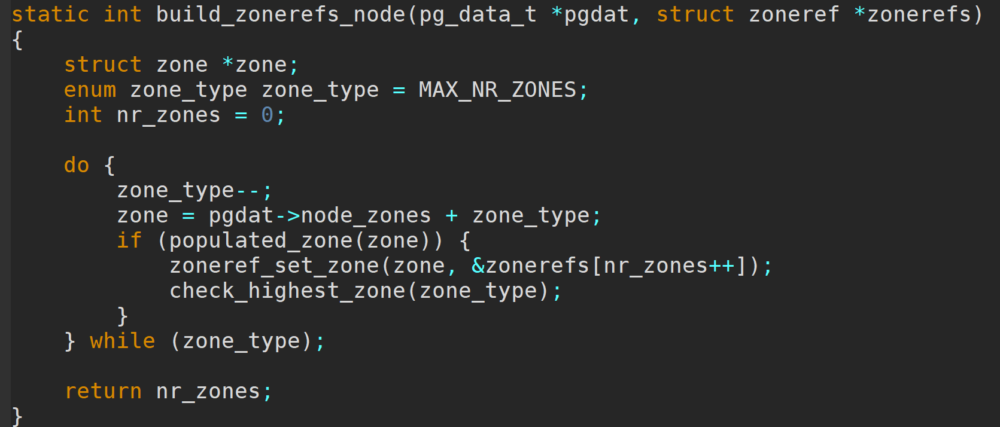 static int build_zonerefs_node(pg_data_t *pgdat, struct zoneref *zonerefs)
{
    struct zone *zone;
    enum zone_type zone_type = MAX_NR_ZONES;
    int nr_zones = 0;

    do {
        zone_type--;
        zone = pgdat->node_zones + zone_type;
        if (populated_zone(zone)) {
            zoneref_set_zone(zone, &zonerefs[nr_zones++]);
            check_highest_zone(zone_type);
        }
    } while (zone_type);

    return nr_zones;
}